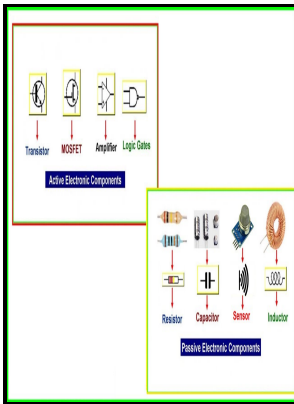 Transistor MOSFET Amplifier Logic Gates
Active Electronic Components
Resistor Capacitor Sensor Inductor
Passive Electronic Components